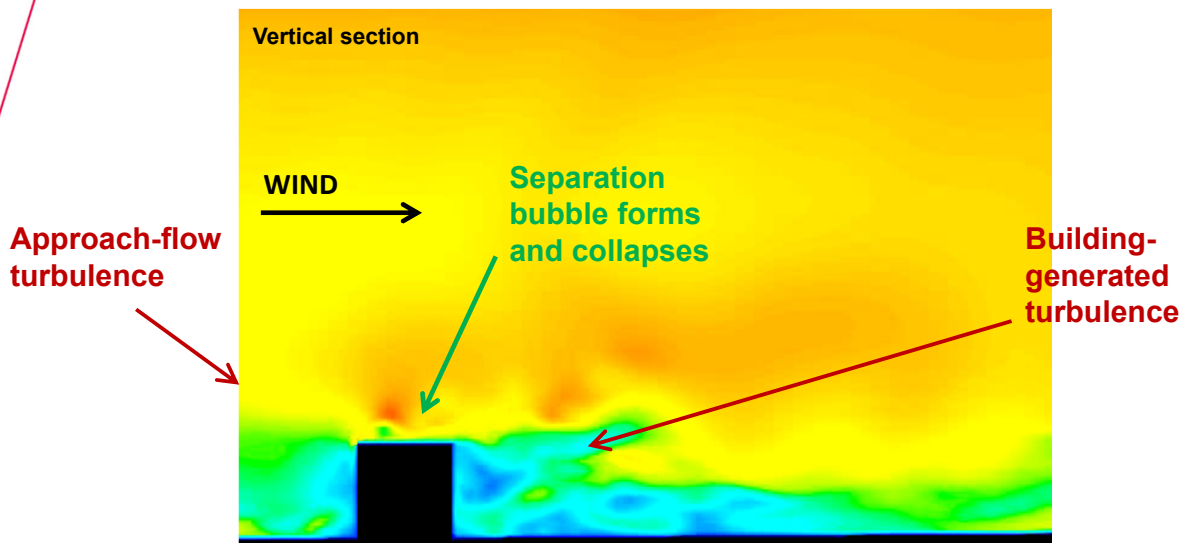 Vertical section
WIND
Separation
bubble forms
and collapses
Approach-flow
turbulence
Building-
generated
turbulence